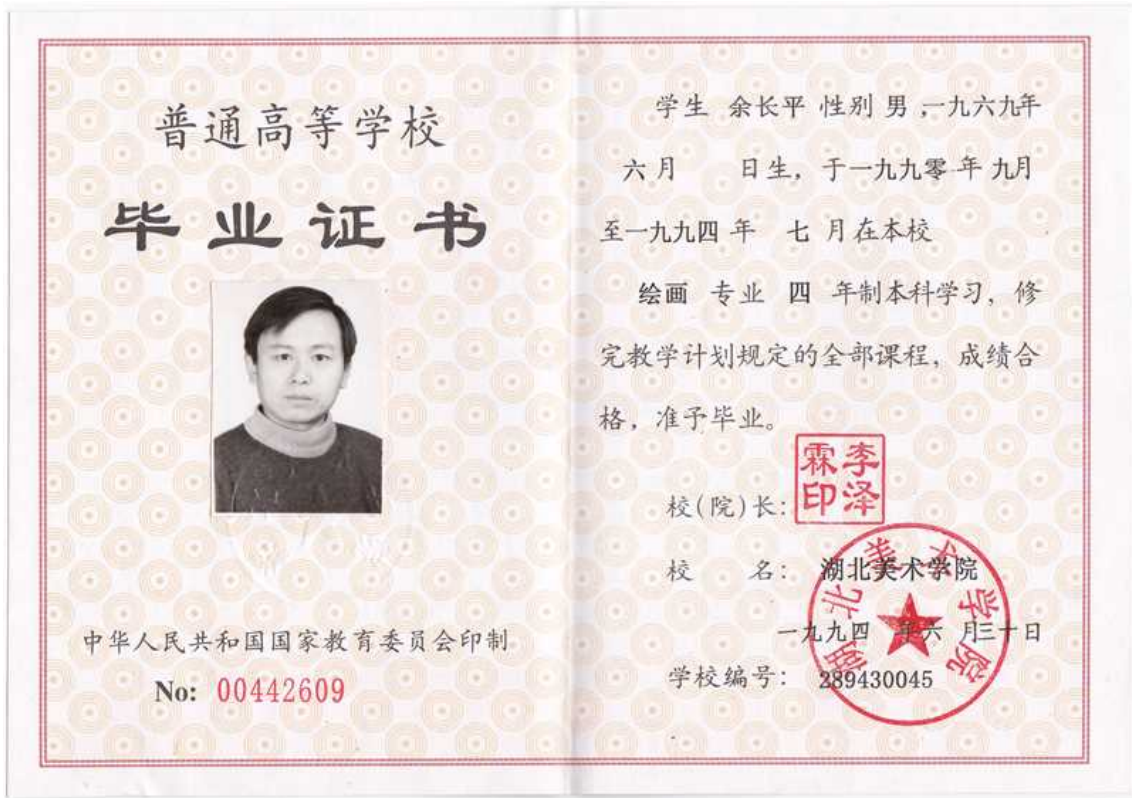 普通高等学校
毕业证书
中华人民共和国国家教育委员会印制
No: 00442609
学生 余长平 性别 男，一九六九年
六月 日生，于一九九零年九月
至一九九四年 七 月在本校
绘画 专业 四 年制本科学习，修
完教学计划规定的全部课程，成绩合
格，准予毕业。
校(院)长：
李泽霖印
校 名： 湖北美术学院
湖北美术学院
一九九四 年六 月三十日
学校编号： 289430045